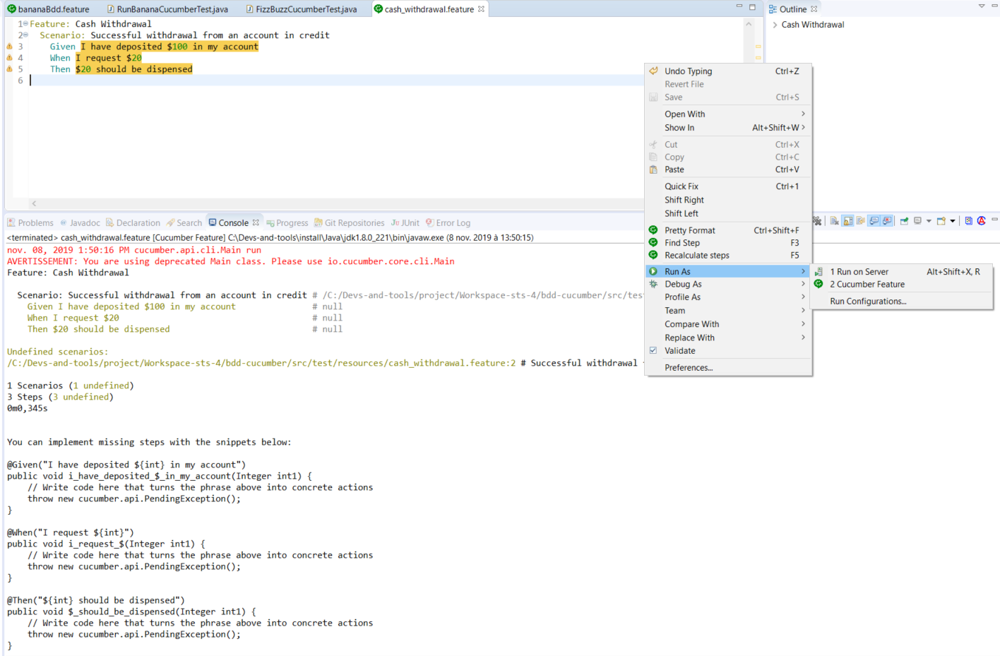 bananaBdd.feature
RunBananaCucumberTest.java
FizzBuzzCucumberTest.java
cash_withdrawal.feature
1 Feature: Cash Withdrawal
2 Scenario: Successful withdrawal from an account in credit
3 Given I have deposited $100 in my account
4 When I request $20
5 Then $20 should be dispensed
6
Outline
Cash Withdrawal
Undo Typing Ctrl+Z
Revert File
Save Ctrl+S
Open With
Show In Alt+Shift+W
Cut Ctrl+X
Copy Ctrl+C
Paste Ctrl+V
Quick Fix Ctrl+1
Shift Right
Shift Left
Pretty Format Ctrl+Shift+F
Find Step F3
Recalculate steps F5
Run As
Debug As
Profile As
Team
Compare With
Replace With
Validate
Preferences...
1 Run on Server Alt+Shift+X, R
2 Cucumber Feature
Run Configurations...
Problems
Javadoc
Declaration
Search
Console
Progress
Git Repositories
JUnit
Error Log
<terminated> cash_withdrawal.feature [Cucumber Feature] C:\Devs-and-tools\install\Java\jdk1.8.0_221\bin\javaw.exe (8 nov. 2019 à 13:50:15)
nov. 08, 2019 1:50:16 PM cucumber.api.cli.Main run
AVERTISSEMENT: You are using deprecated Main class. Please use io.cucumber.core.cli.Main
Feature: Cash Withdrawal
Scenario: Successful withdrawal from an account in credit # /C:/Devs-and-tools/project/Workspace-sts-4/bdd-cucumber/src/test
Given I have deposited $100 in my account # null
When I request $20 # null
Then $20 should be dispensed # null
Undefined scenarios:
/C:/Devs-and-tools/project/Workspace-sts-4/bdd-cucumber/src/test/resources/cash_withdrawal.feature:2 # Successful withdrawal
1 Scenarios (1 undefined)
3 Steps (3 undefined)
0m0,345s
You can implement missing steps with the snippets below:
@Given("I have deposited ${int} in my account")
public void i_have_deposited_$_in_my_account(Integer int1) {
// Write code here that turns the phrase above into concrete actions
throw new cucumber.api.PendingException();
}
@When("I request ${int}")
public void i_request_$(Integer int1) {
// Write code here that turns the phrase above into concrete actions
throw new cucumber.api.PendingException();
}
@Then("${int} should be dispensed")
public void $_should_be_dispensed(Integer int1) {
// Write code here that turns the phrase above into concrete actions
throw new cucumber.api.PendingException();
}